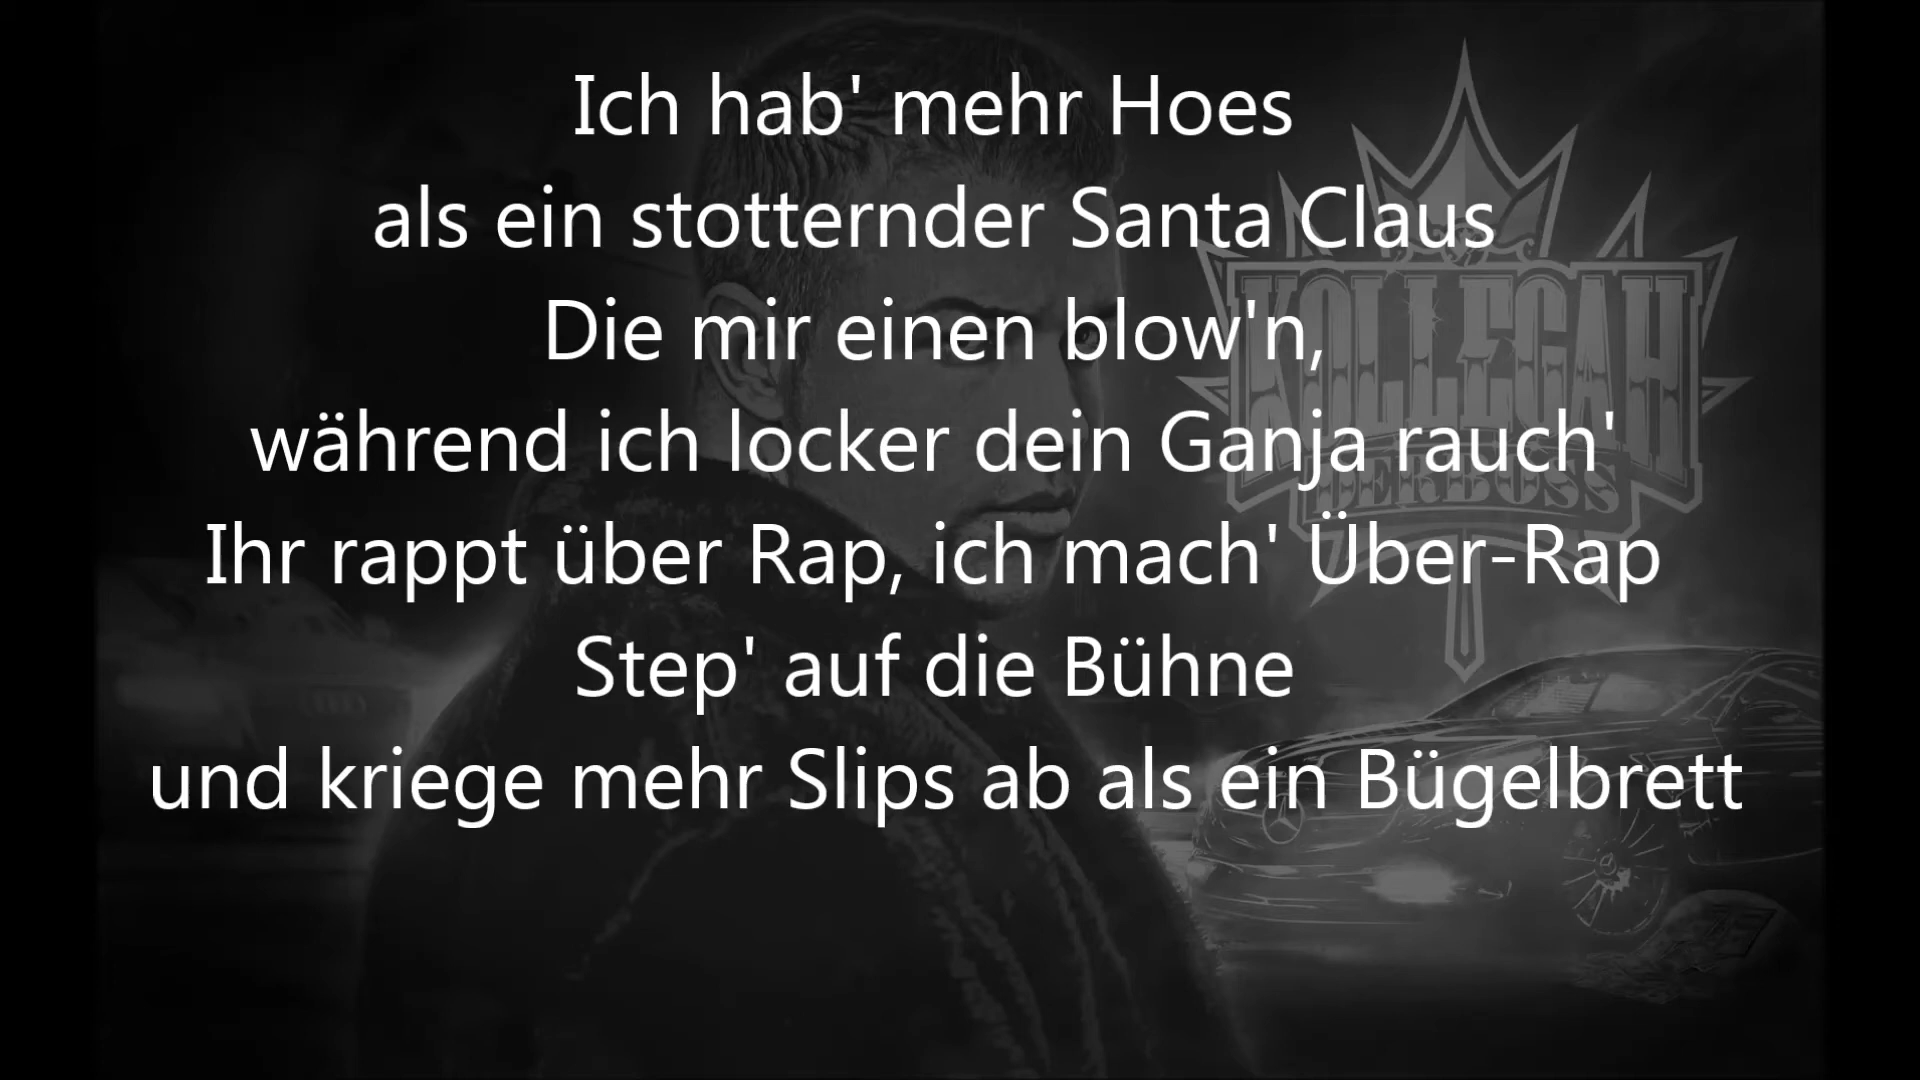 Ich hab' mehr Hoes
als ein stotternder Santa Claus
Die mir einen blow'n,
während ich locker dein Ganja rauch'
Ihr rappt über Rap, ich mach' Über-Rap
Step' auf die Bühne
und kriege mehr Slips ab als ein Bügelbrett
KOLLEGAH
DER BOSS